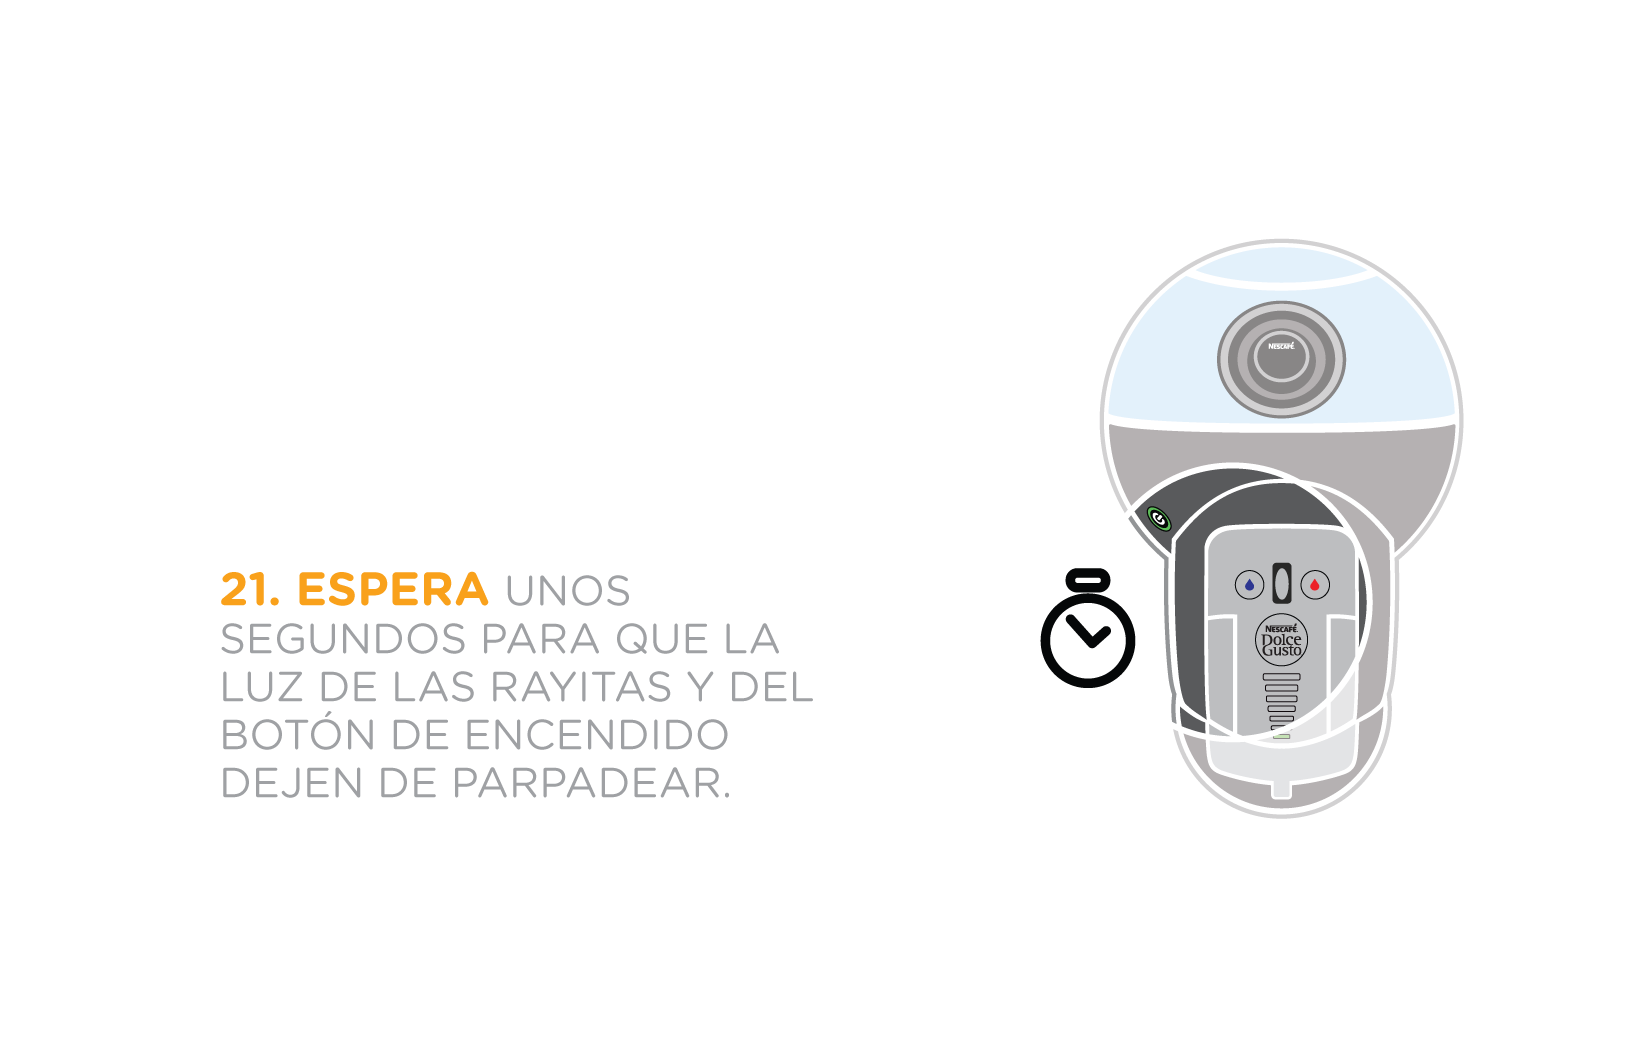 21. ESPERA UNOS
SEGUNDOS PARA QUE LA
LUZ DE LAS RAYITAS Y DEL
BOTÓN DE ENCENDIDO
DEJEN DE PARPADEAR.
NESCAFÉ
NESCAFÉ
Dolce
Gusto